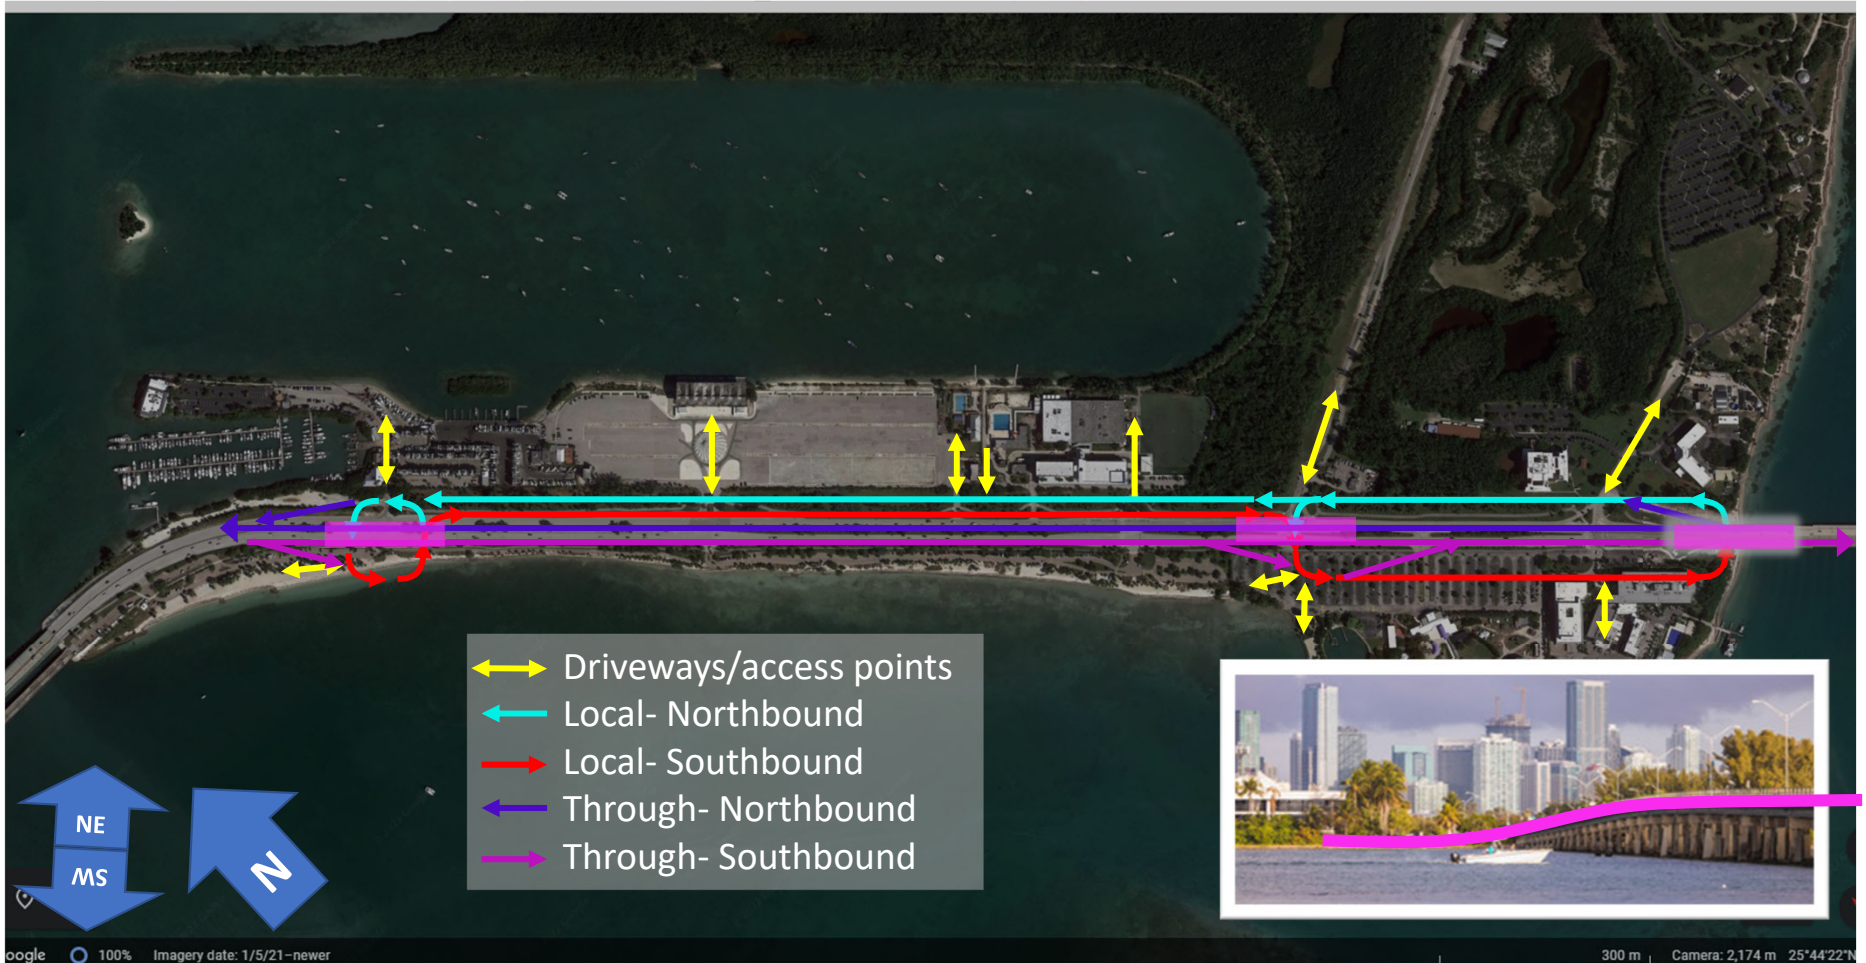 Driveways/access points
Local- Northbound
Local- Southbound
Through- Northbound
Through- Southbound
NE
SW
N
oogle 100% Imagery date: 1/5/21–newer 300 m Camera: 2,174 m 25°44'22"N